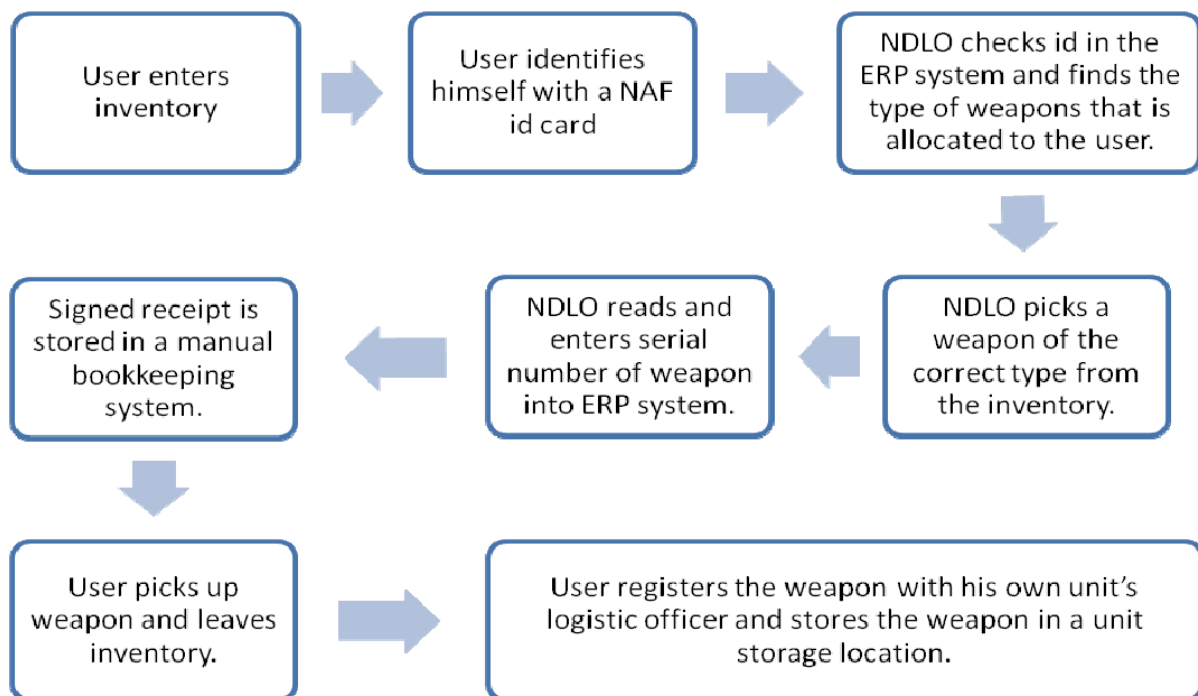 User enters
inventory
User identifies
himself with a NAF
id card
NDLO checks id in the
ERP system and finds the
type of weapons that is
allocated to the user.
NDLO picks a
weapon of the
correct type from
the inventory.
NDLO reads and
enters serial
number of weapon
into ERP system.
Signed receipt is
stored in a manual
bookkeeping
system.
User picks up
weapon and leaves
inventory.
User registers the weapon with his own unit's
logistic officer and stores the weapon in a unit
storage location.